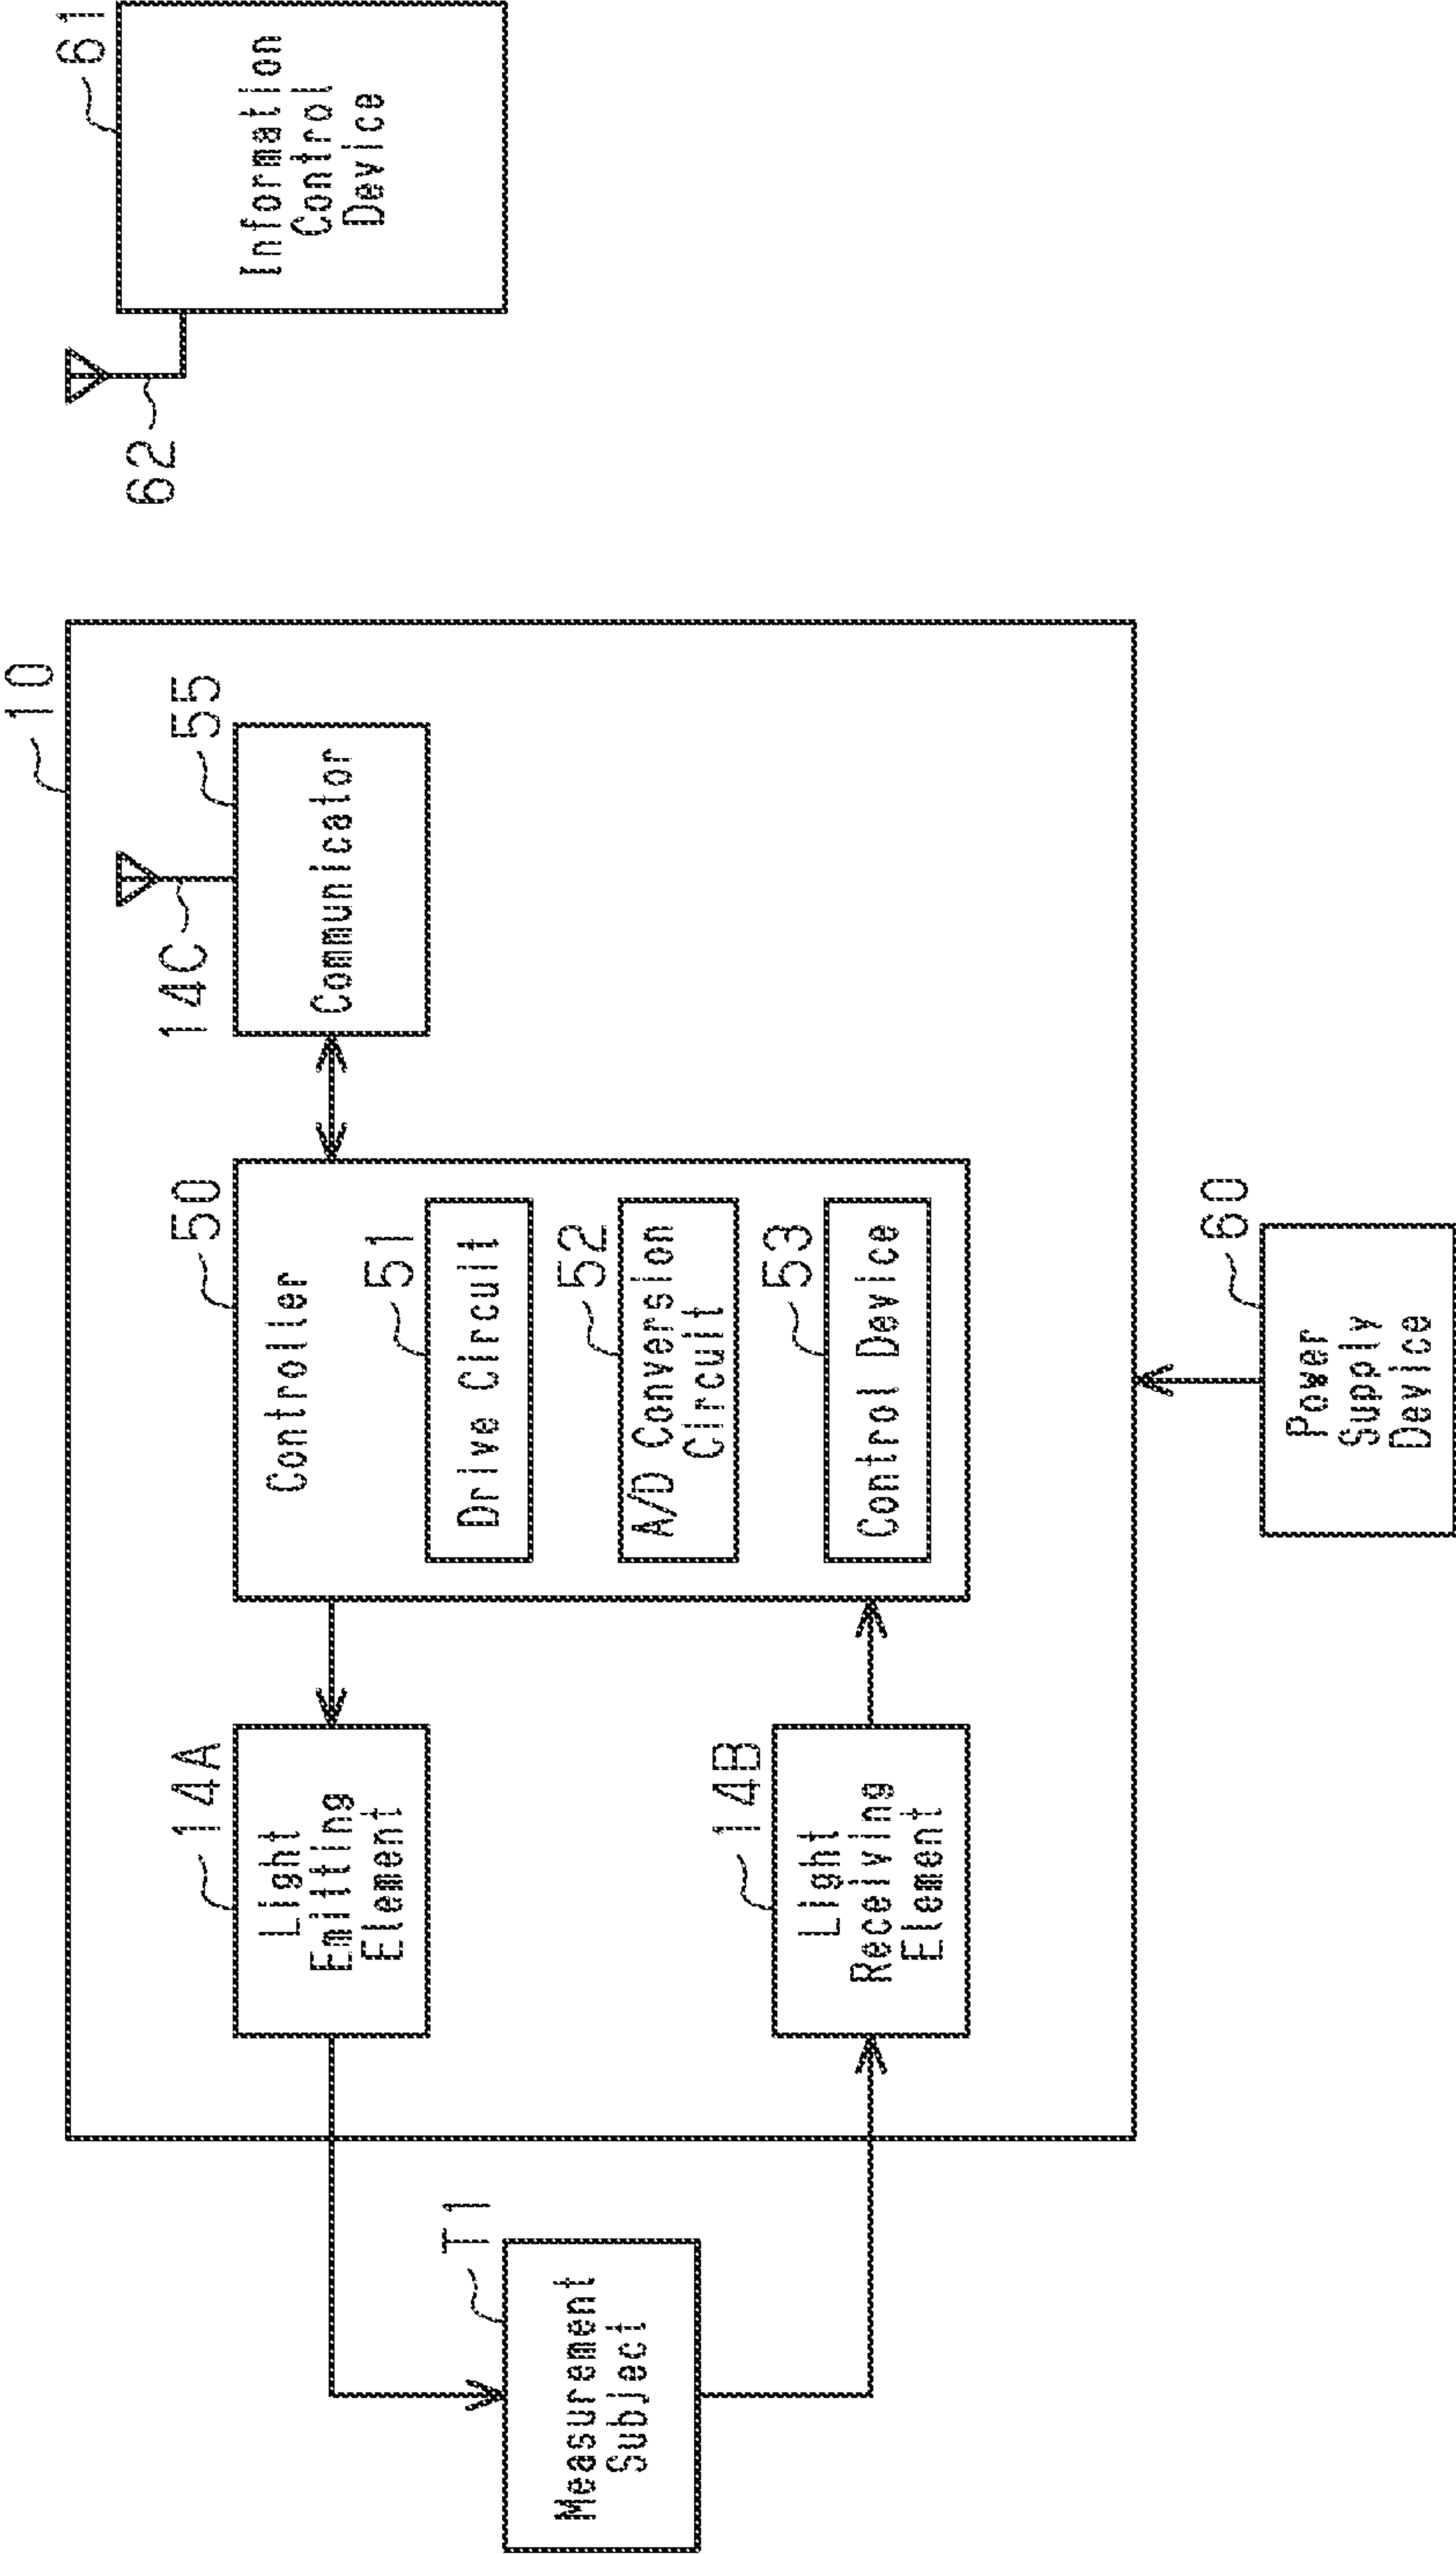 10
T1
Measurement
Subject
14A
Light
Emitting
Element
14B
Light
Receiving
Element
50
Controller
51
Drive Circuit
52
A/D Conversion
Circuit
53
Control Device
14C
55
Communicator
60
Power
Supply
Device
62
61
Information
Control
Device